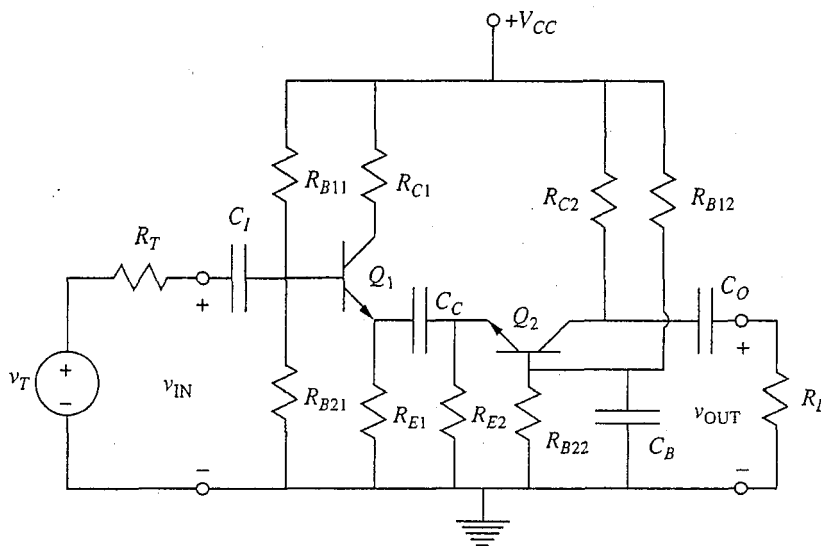 +V_CC
R_B11
R_C1
R_C2
R_B12
C_I
R_T
Q_1
C_C
Q_2
C_O
+
+
v_T
+
−
v_IN
R_B21
R_E1
R_E2
R_B22
C_B
v_OUT
R_L
−
−